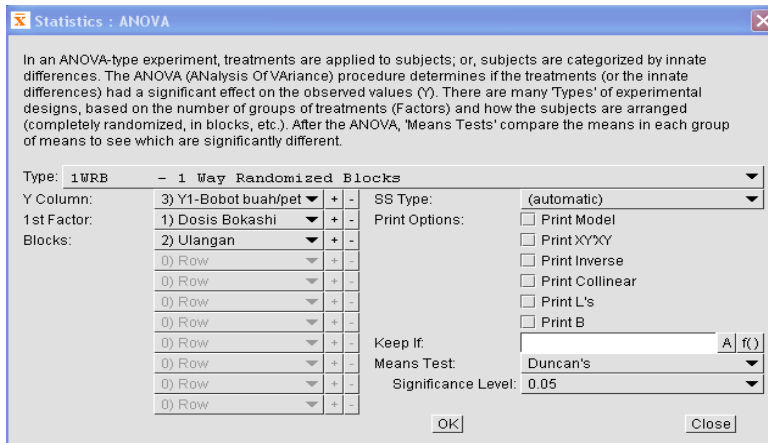 Statistics : ANOVA
In an ANOVA-type experiment, treatments are applied to subjects; or, subjects are categorized by innate
differences. The ANOVA (ANalysis Of VAriance) procedure determines if the treatments (or the innate
differences) had a significant effect on the observed values (Y). There are many 'Types' of experimental
designs, based on the number of groups of treatments (Factors) and how the subjects are arranged
(completely randomized, in blocks, etc.). After the ANOVA, 'Means Tests' compare the means in each group
of means to see which are significantly different.
Type: 1WRB - 1 Way Randomized Blocks
Y Column: 3) Y1-Bobot buah/pet + - SS Type: (automatic)
1st Factor: 1) Dosis Bokashi + - Print Options: Print Model
Blocks: 2) Ulangan + - Print XY'XY
0) Row + - Print Inverse
0) Row + - Print Collinear
0) Row + - Print L's
0) Row + - Print B
0) Row + - Keep If: A f()
0) Row + - Means Test: Duncan's
0) Row + - Significance Level: 0.05
0) Row + -
OK Close